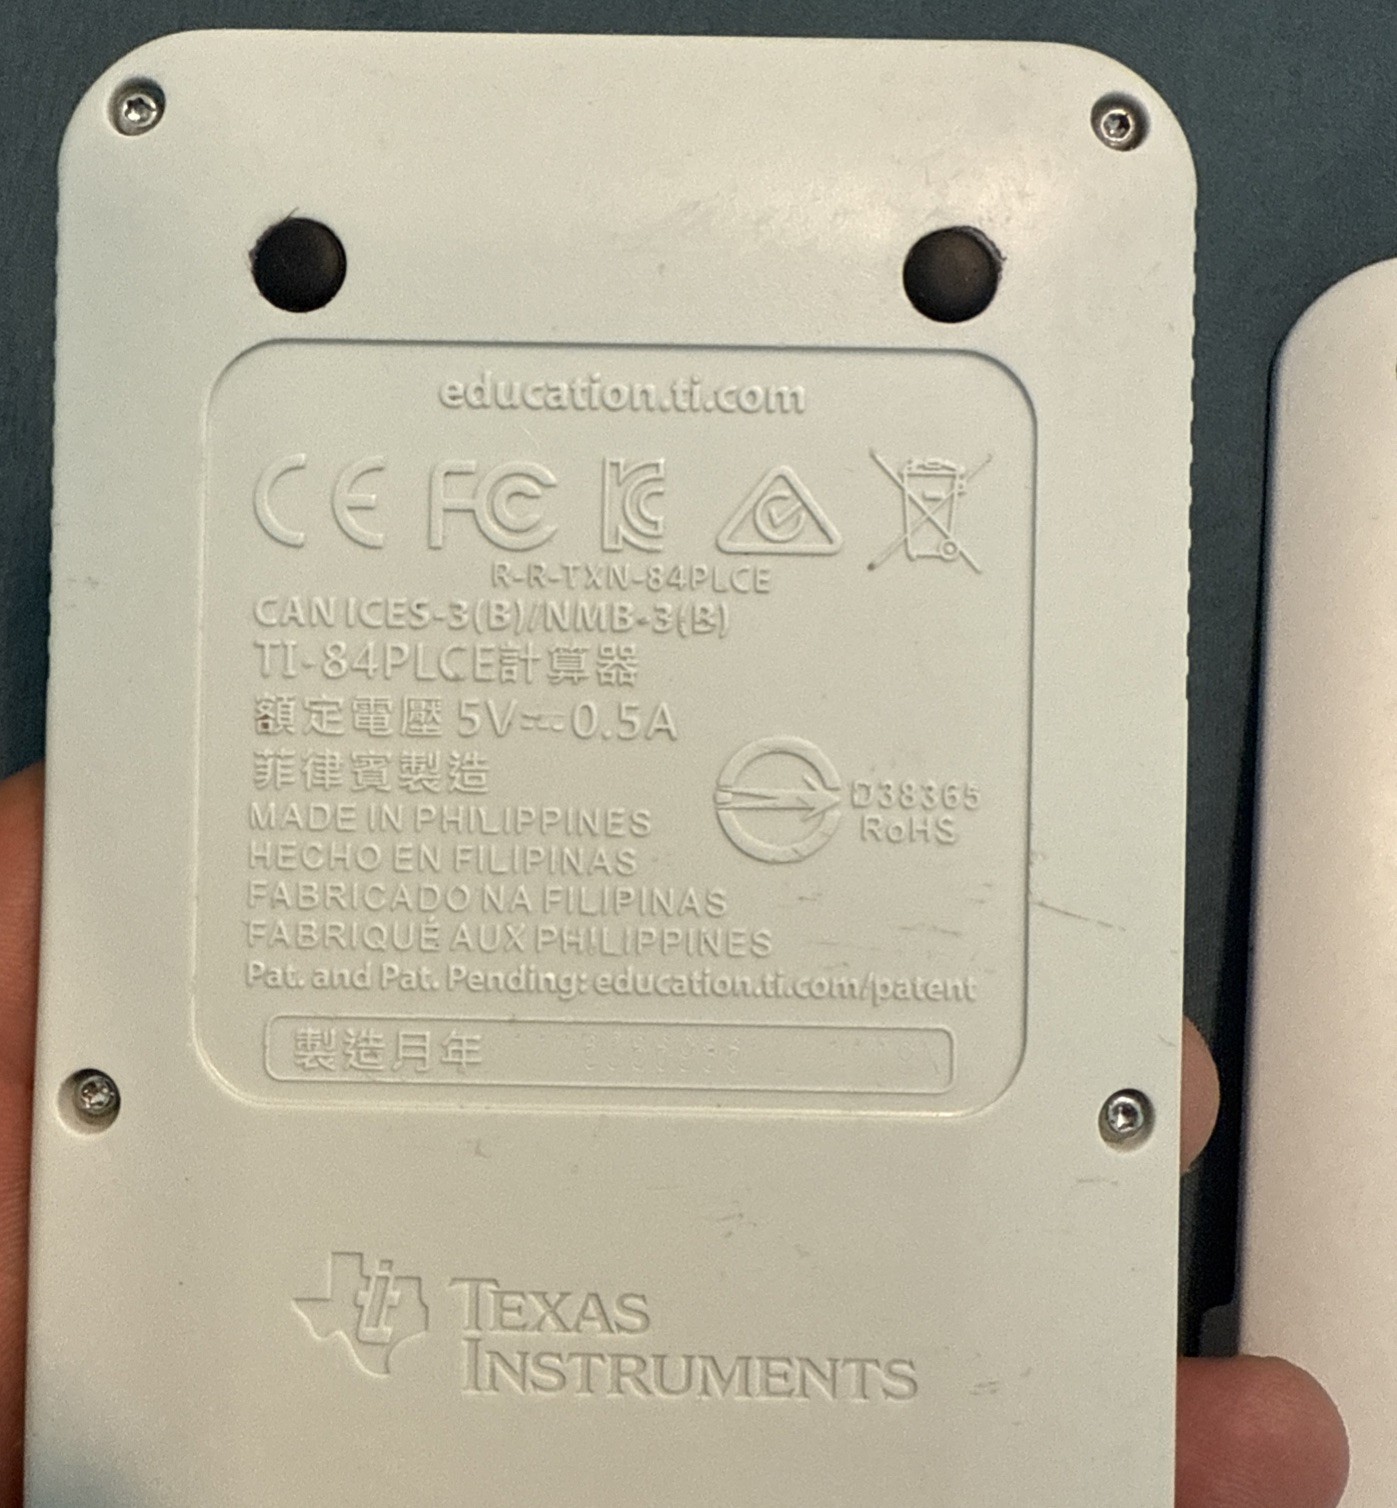 education.ti.com
CE FC KC
R-R-TXN-84PLCE
CAN ICES-3(B)/NMB-3(B)
TI-84PLCE計算器
額定電壓 5V⎓0.5A
菲律賓製造
MADE IN PHILIPPINES
HECHO EN FILIPINAS
FABRICADO NA FILIPINAS
FABRIQUÉ AUX PHILIPPINES
D38365
RoHS
Pat. and Pat. Pending: education.ti.com/patent
製造月年
ti TEXAS
INSTRUMENTS